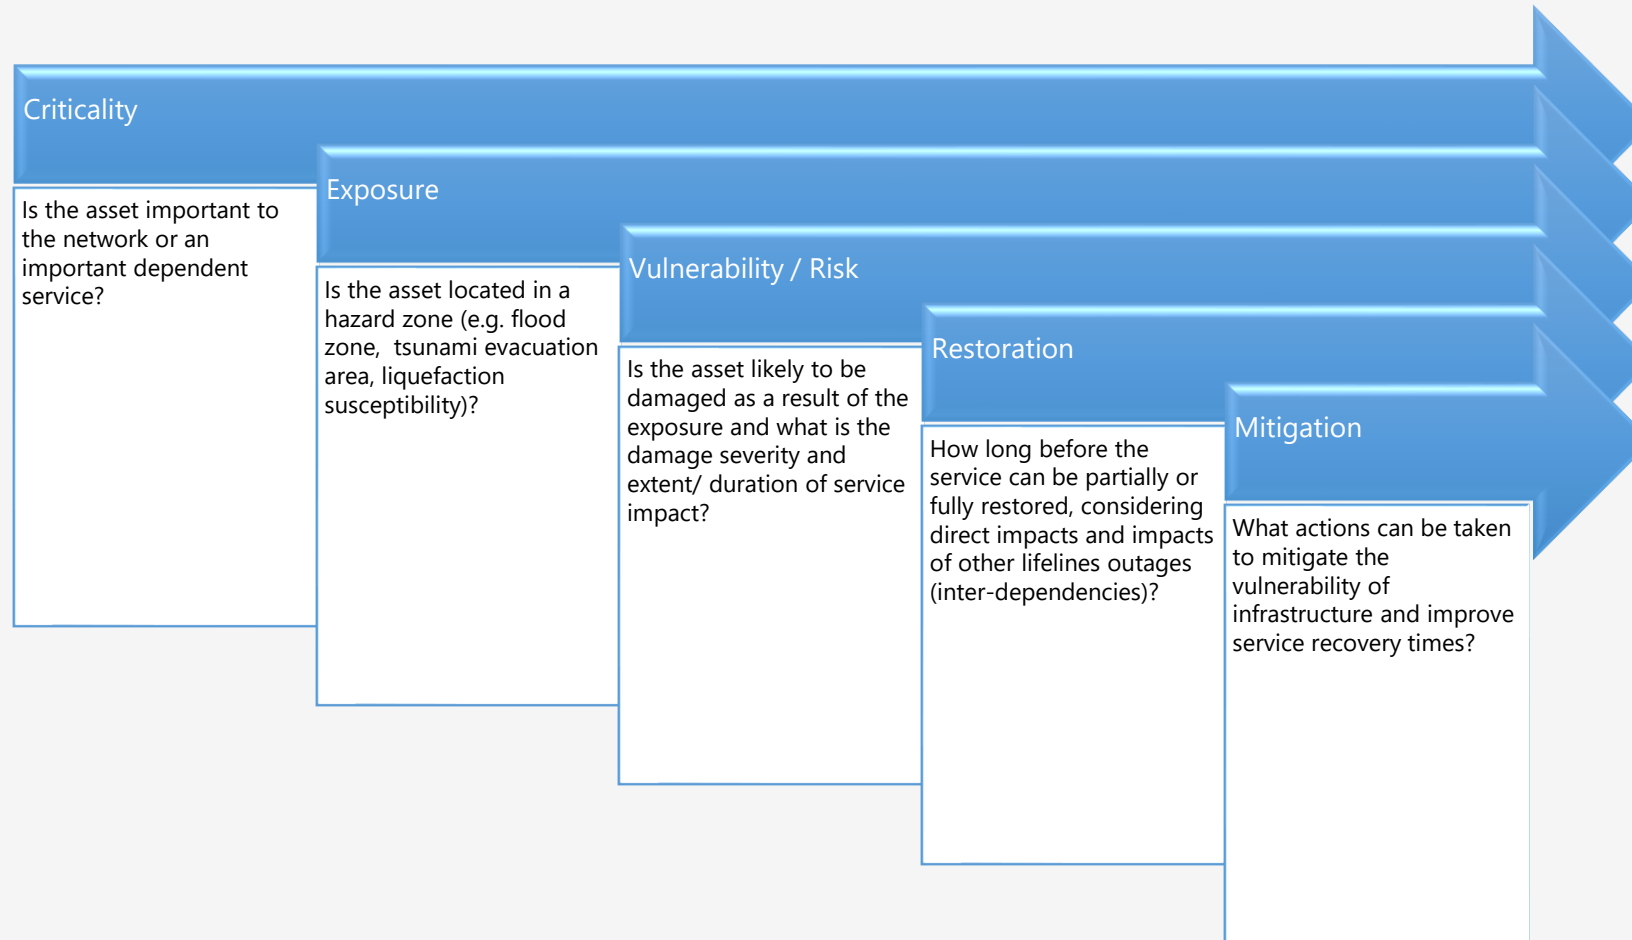 Criticality
Is the asset important to
the network or an
important dependent
service?
Exposure
Is the asset located in a
hazard zone (e.g. flood
zone,  tsunami evacuation
area, liquefaction
susceptibility)?
Vulnerability / Risk
Is the asset likely to be
damaged as a result of the
exposure and what is the
damage severity and
extent/ duration of service
impact?
Restoration
How long before the
service can be partially or
fully restored, considering
direct impacts and impacts
of other lifelines outages
(inter-dependencies)?
Mitigation
What actions can be taken
to mitigate the
vulnerability of
infrastructure and improve
service recovery times?